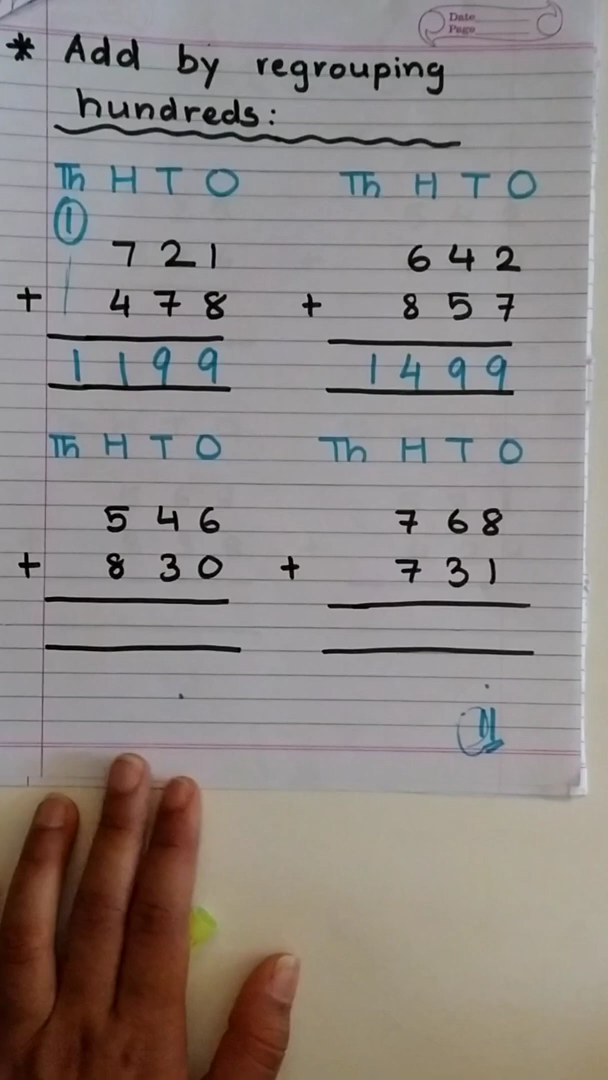 Date
Page
* Add by regrouping
hundreds:
Th H T O
1
7 2 1
+ 4 7 8
1 1 9 9
Th H T O
6 4 2
+ 8 5 7
1 4 9 9
Th H T O
5 4 6
+ 8 3 0
Th H T O
7 6 8
+ 7 3 1